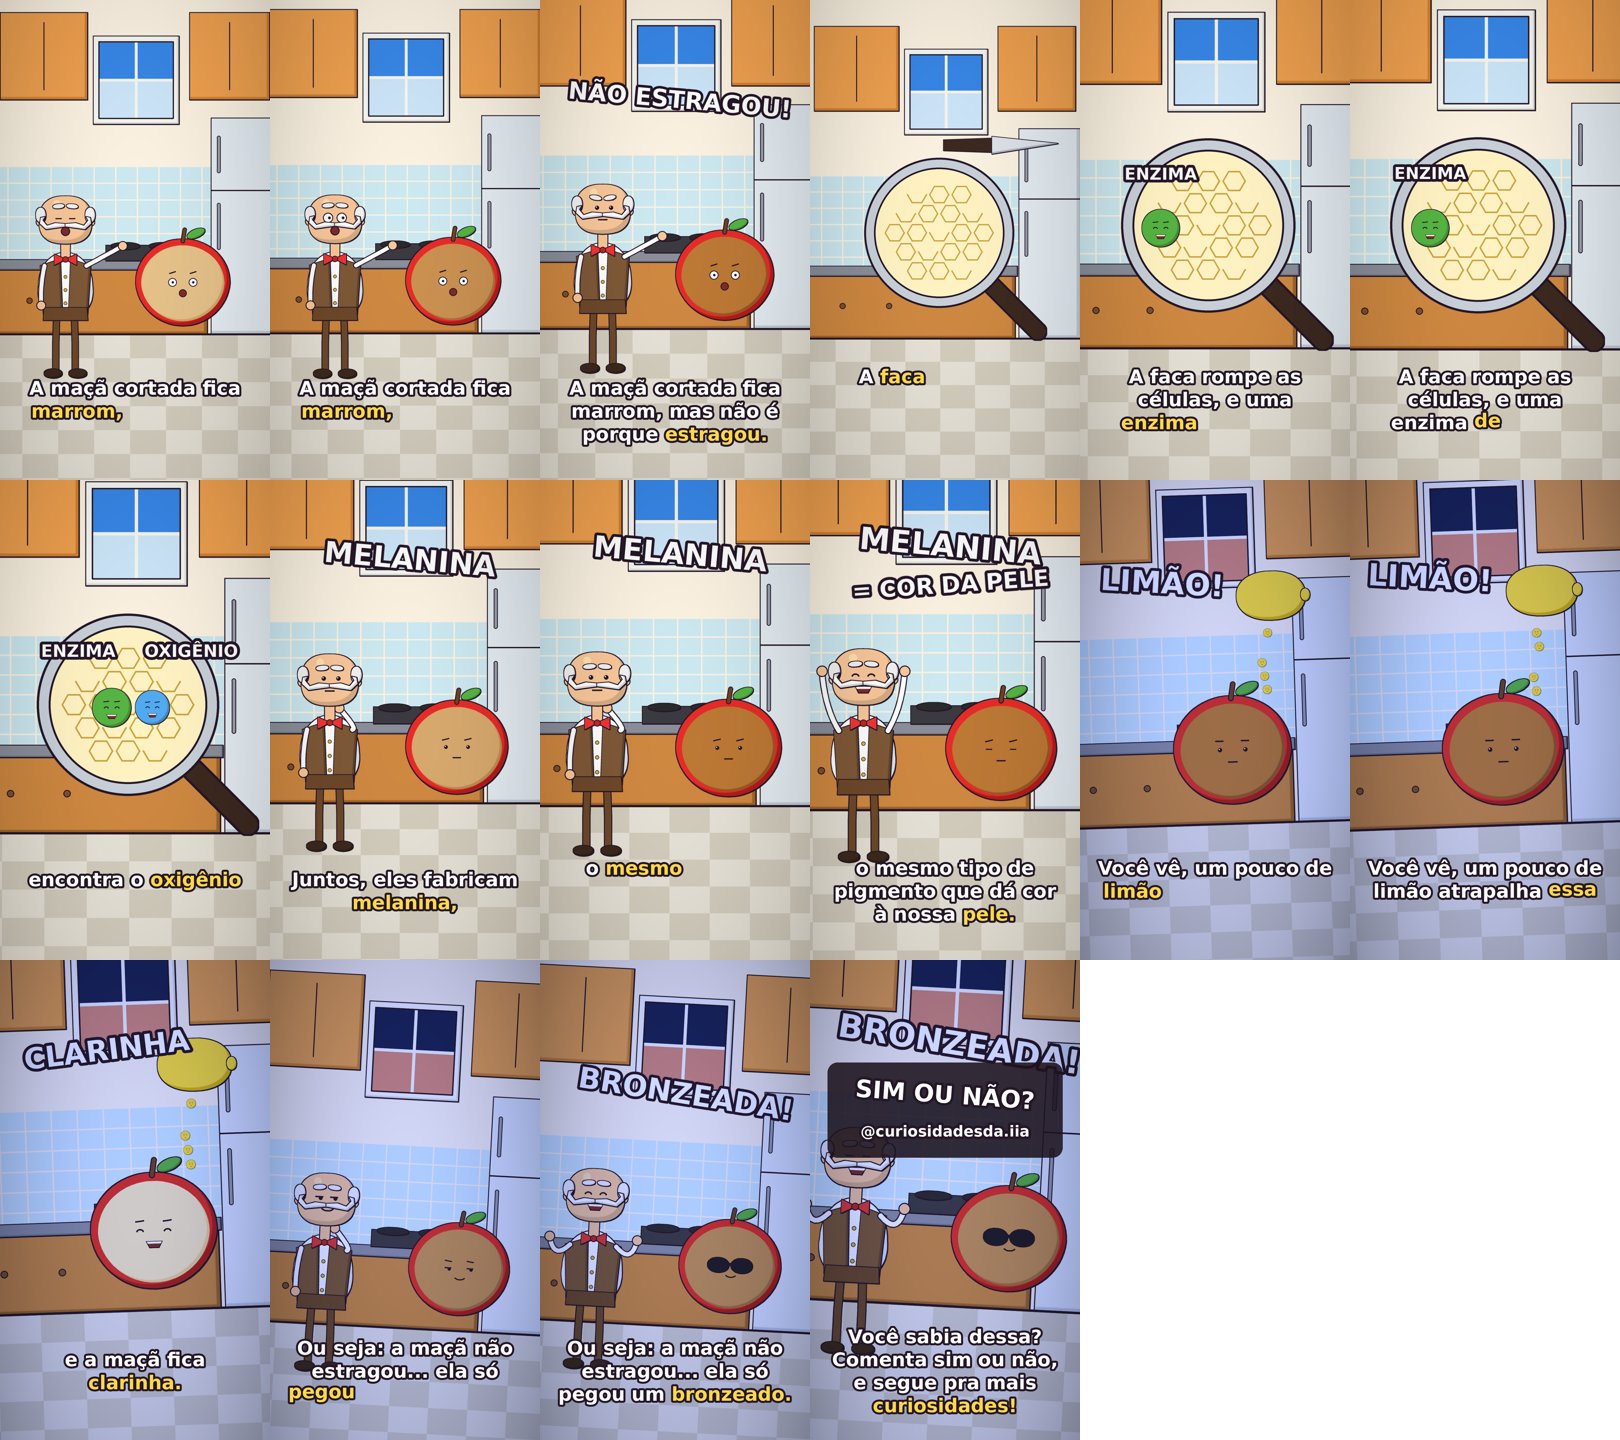 A maçã cortada fica
marrom,
A maçã cortada fica
marrom,
NÃO ESTRAGOU!
A maçã cortada fica
marrom, mas não é
porque estragou.
A faca
ENZIMA
A faca rompe as
células, e uma
enzima
ENZIMA
A faca rompe as
células, e uma
enzima de
ENZIMA OXIGÊNIO
encontra o oxigênio
MELANINA
Juntos, eles fabricam
melanina,
MELANINA
o mesmo
MELANINA
= COR DA PELE
o mesmo tipo de
pigmento que dá cor
à nossa pele.
LIMÃO!
Você vê, um pouco de
limão
LIMÃO!
Você vê, um pouco de
limão atrapalha essa
CLARINHA
e a maçã fica
clarinha.
Ou seja: a maçã não
estragou... ela só
pegou
BRONZEADA!
Ou seja: a maçã não
estragou... ela só
pegou um bronzeado.
BRONZEADA!
SIM OU NÃO?
@curiosidadesda.iia
Você sabia dessa?
Comenta sim ou não,
e segue pra mais
curiosidades!